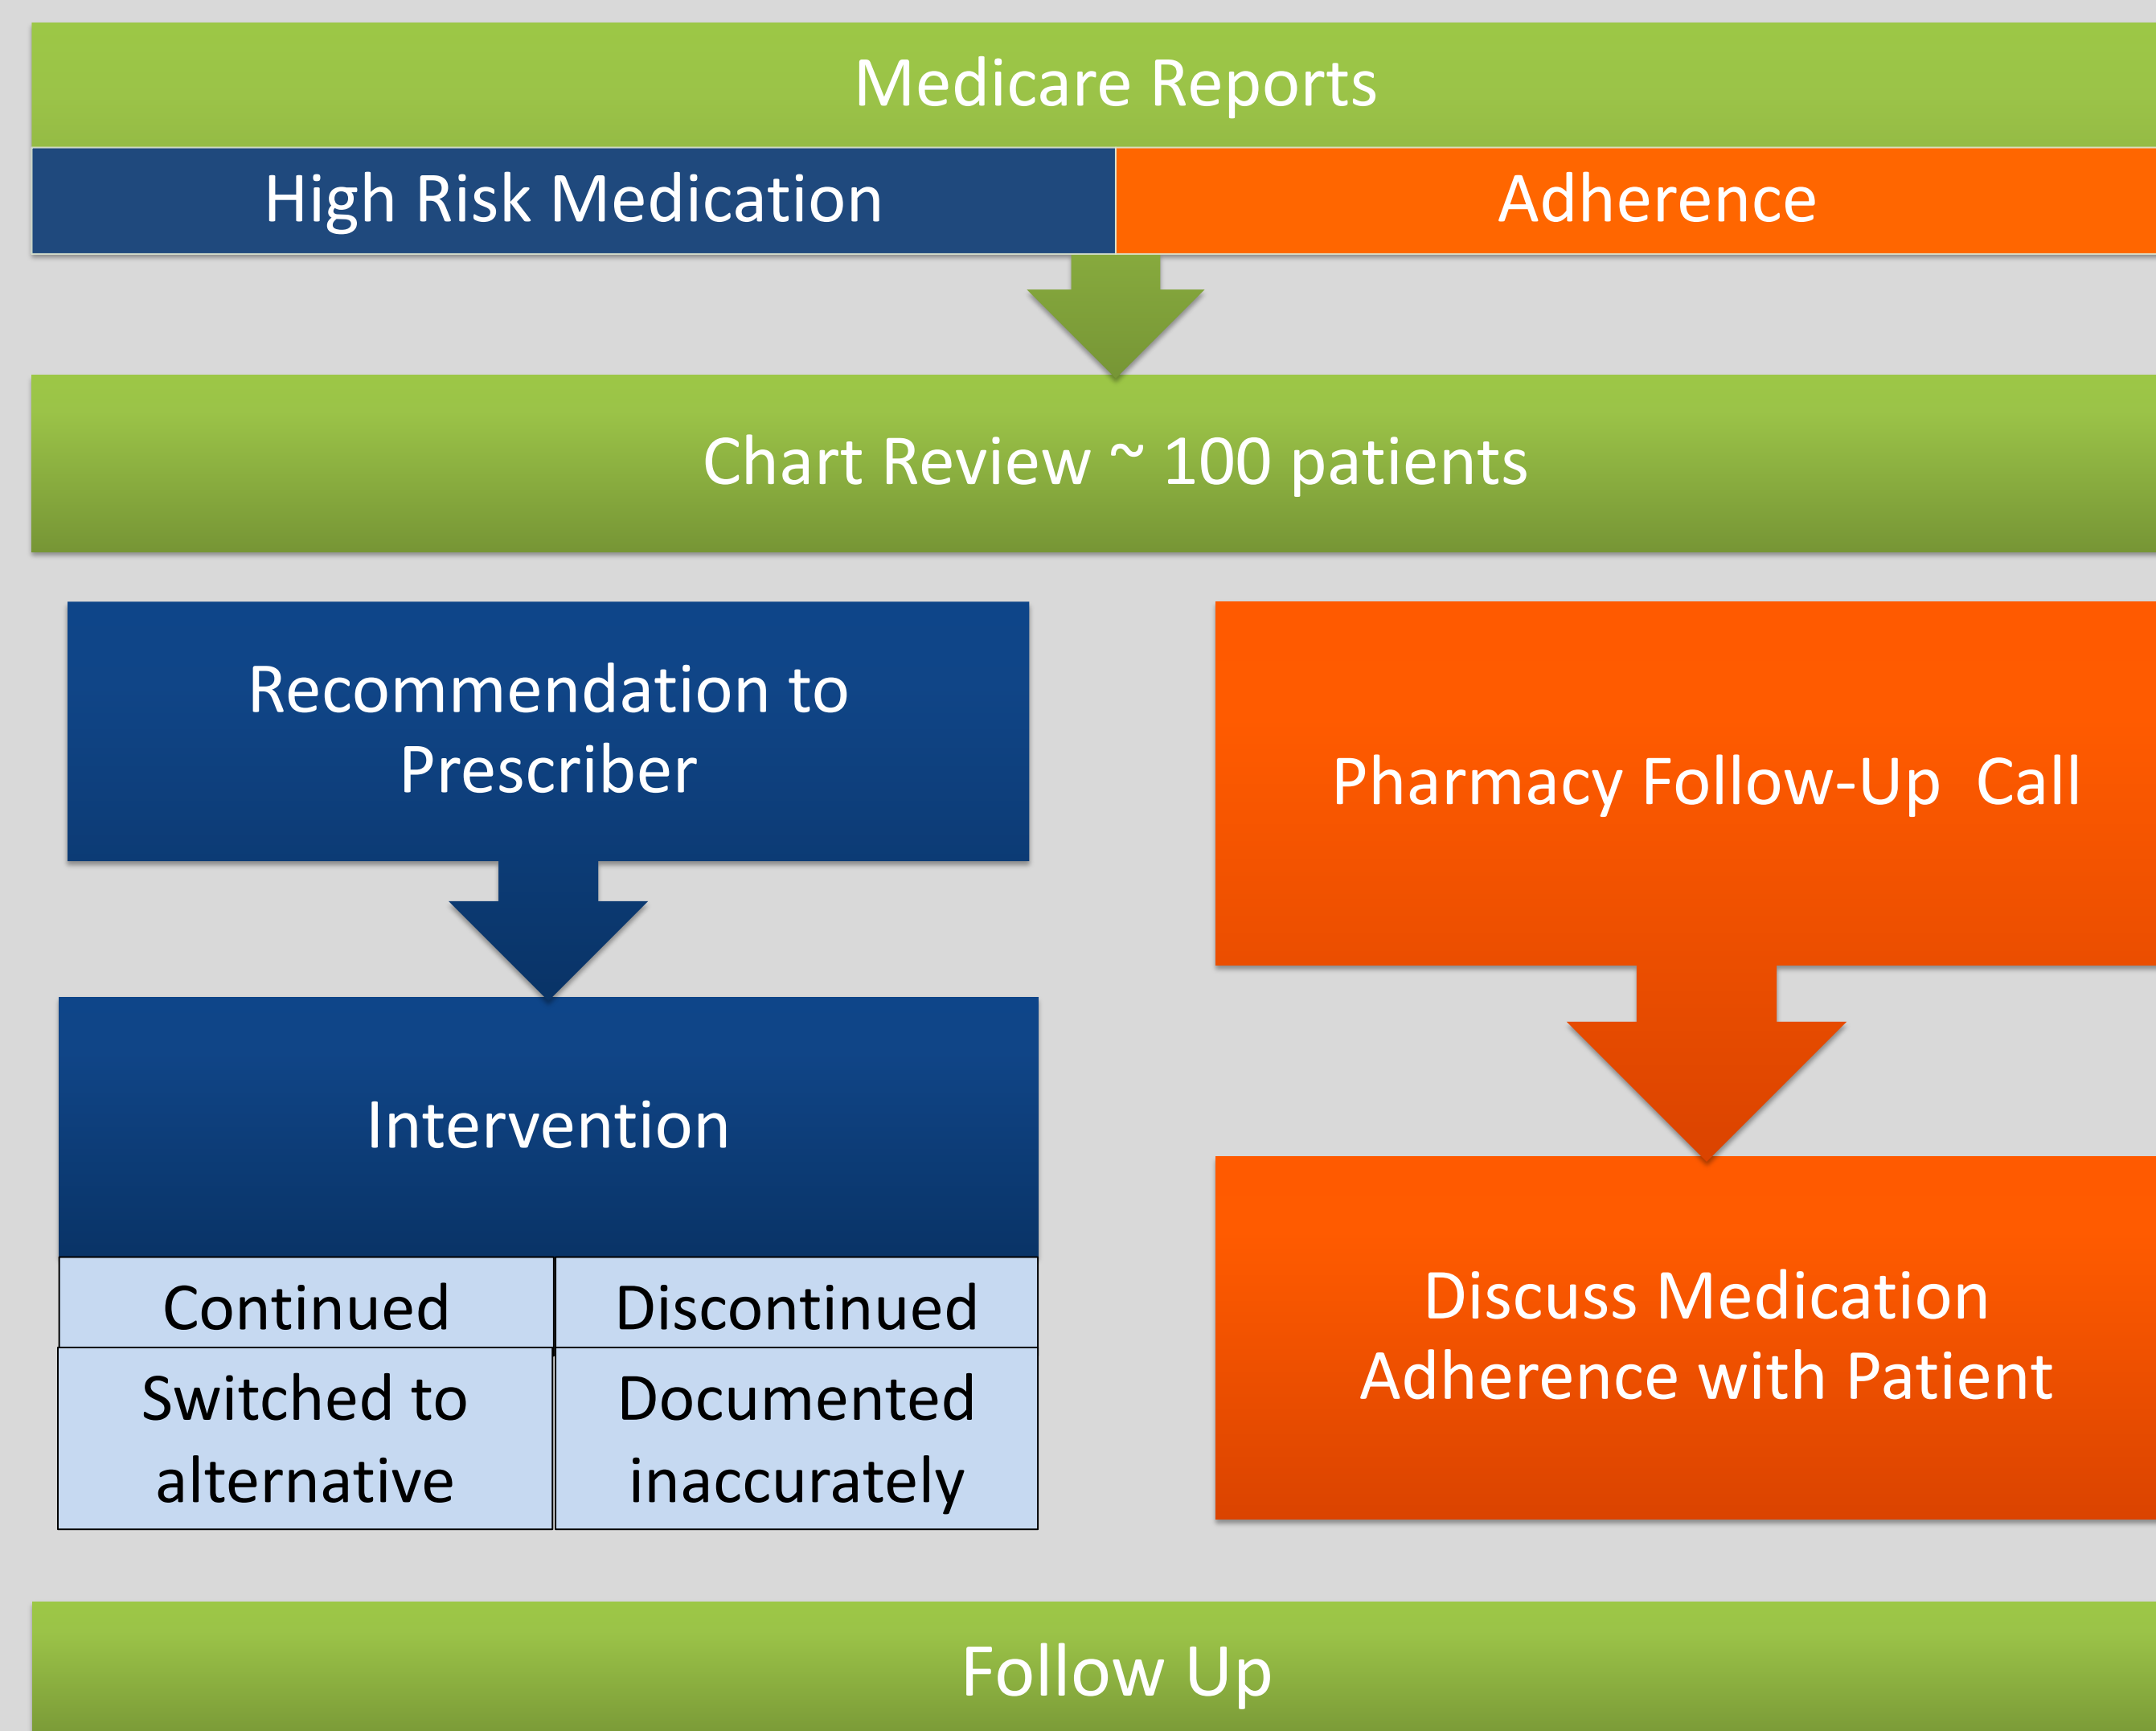 Medicare Reports
High Risk Medication
Adherence
Chart Review ~ 100 patients
Recommendation to
Prescriber
Pharmacy Follow-Up  Call
Intervention
Continued
Discontinued
Switched to
alternative
Documented
inaccurately
Discuss Medication
Adherence with Patient
Follow Up